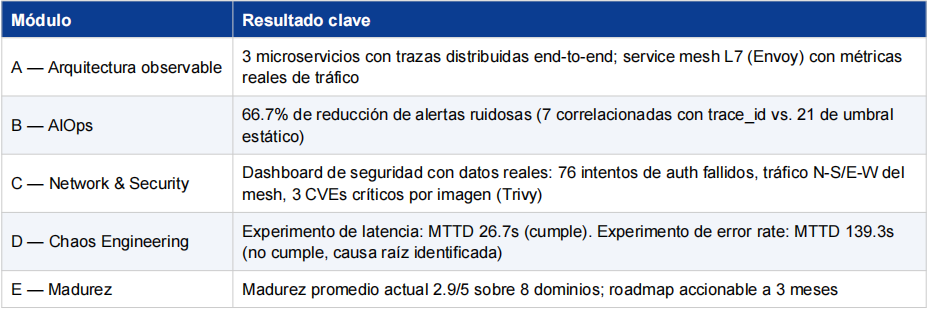 Módulo
Resultado clave
A — Arquitectura observable
3 microservicios con trazas distribuidas end-to-end; service mesh L7 (Envoy) con métricas
reales de tráfico
B — AIOps
66.7% de reducción de alertas ruidosas (7 correlacionadas con trace_id vs. 21 de umbral
estático)
C — Network & Security
Dashboard de seguridad con datos reales: 76 intentos de auth fallidos, tráfico N-S/E-W del
mesh, 3 CVEs críticos por imagen (Trivy)
D — Chaos Engineering
Experimento de latencia: MTTD 26.7s (cumple). Experimento de error rate: MTTD 139.3s
(no cumple, causa raíz identificada)
E — Madurez
Madurez promedio actual 2.9/5 sobre 8 dominios; roadmap accionable a 3 meses